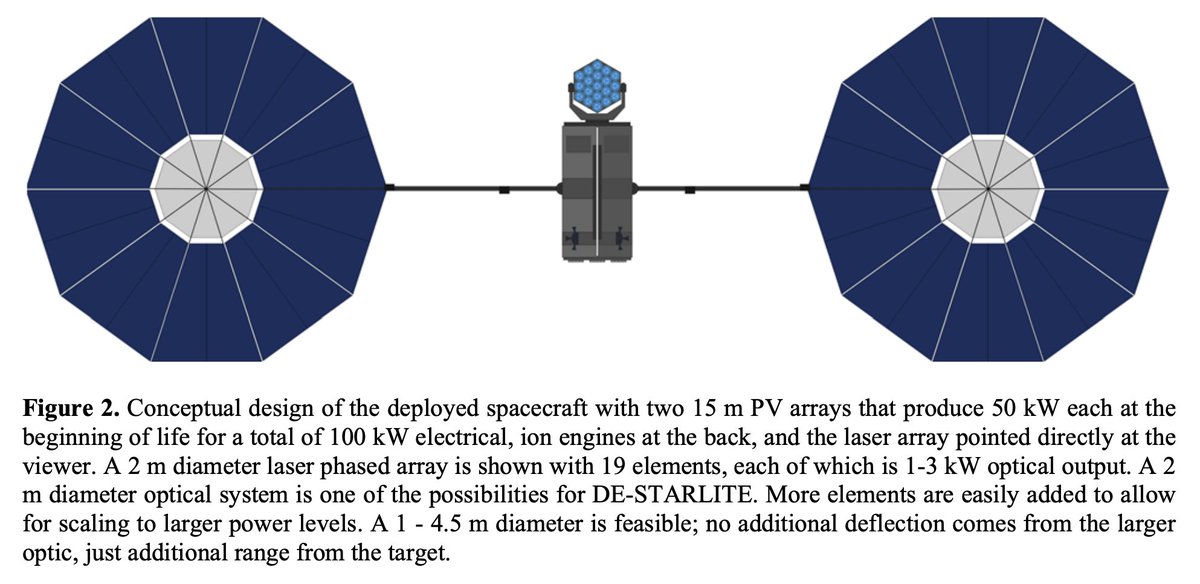 Figure 2. Conceptual design of the deployed spacecraft with two 15 m PV arrays that produce 50 kW each at the
beginning of life for a total of 100 kW electrical, ion engines at the back, and the laser array pointed directly at the
viewer. A 2 m diameter laser phased array is shown with 19 elements, each of which is 1-3 kW optical output. A 2
m diameter optical system is one of the possibilities for DE-STARLITE. More elements are easily added to allow
for scaling to larger power levels. A 1 - 4.5 m diameter is feasible; no additional deflection comes from the larger
optic, just additional range from the target.